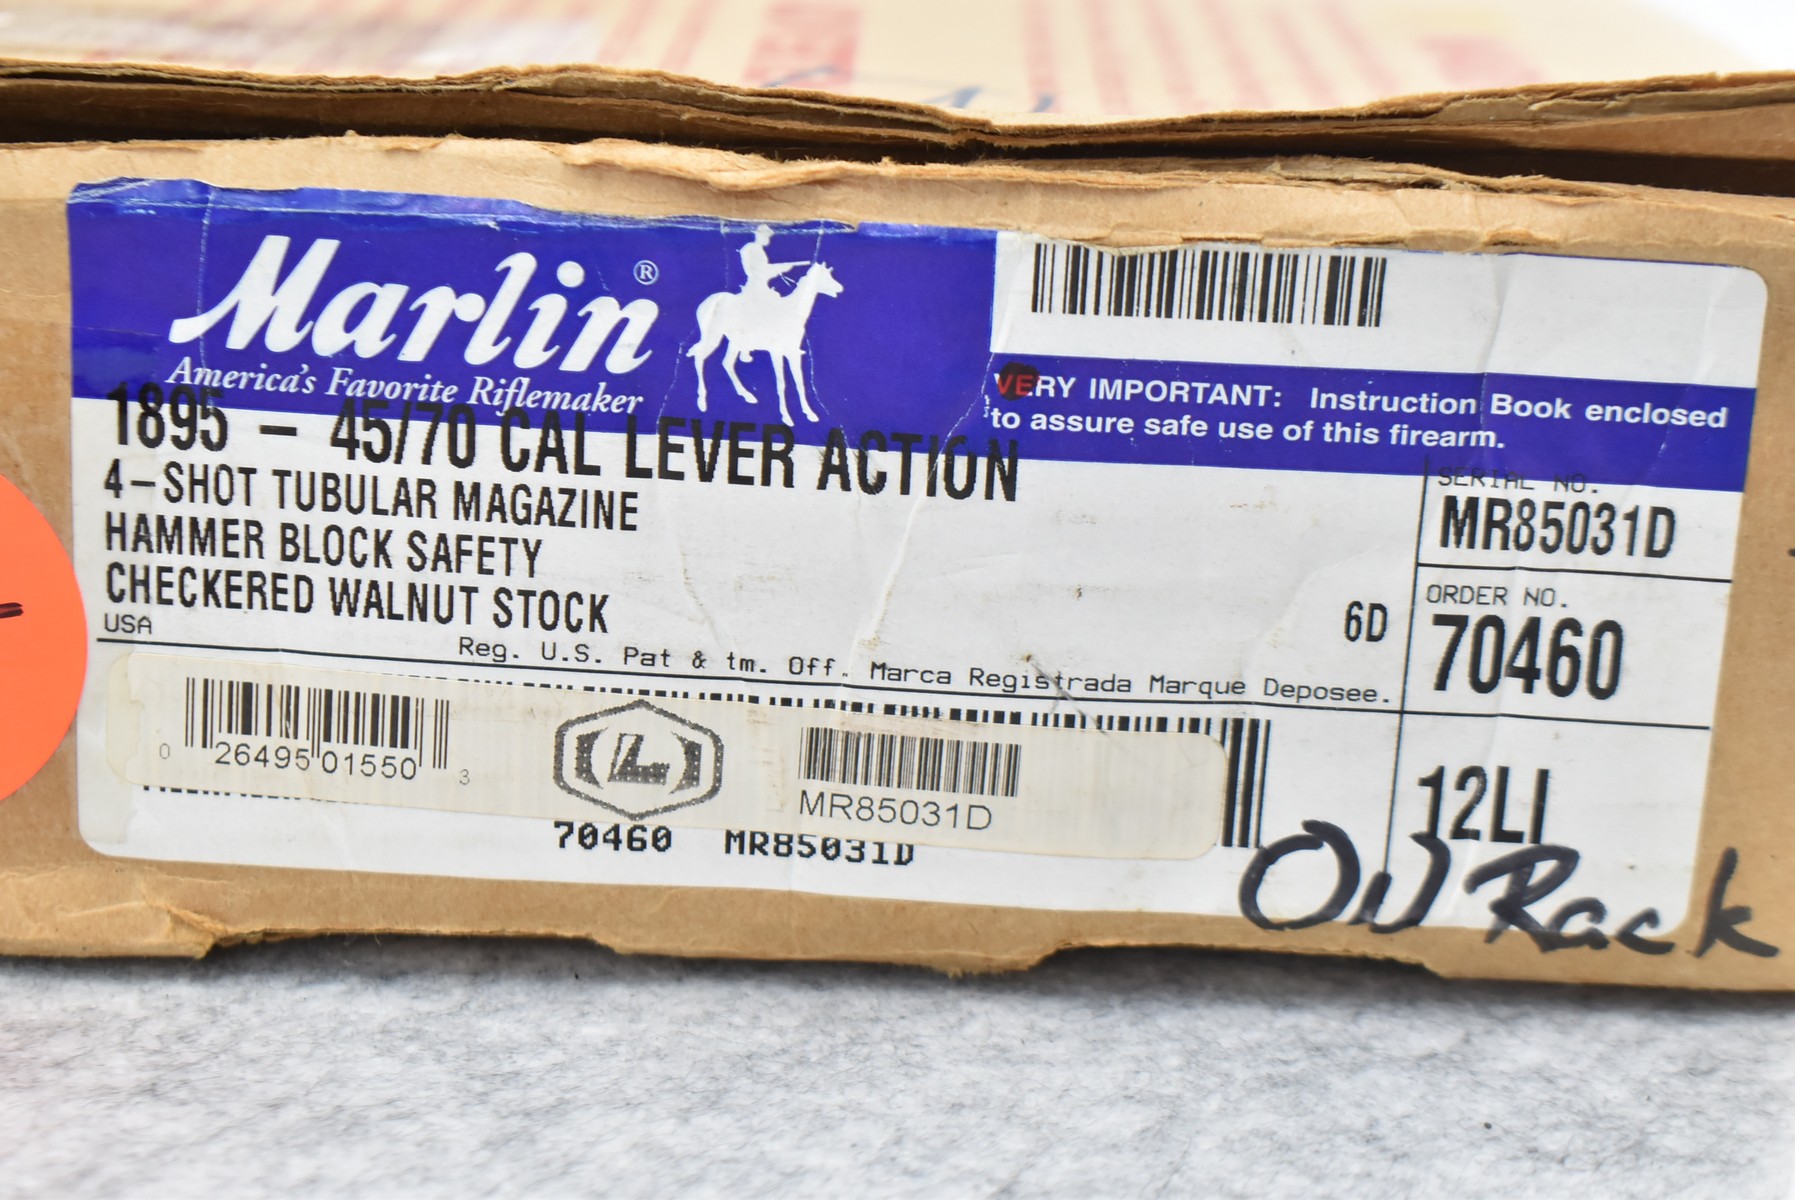 Marlin®
America's Favorite Riflemaker
VERY IMPORTANT: Instruction Book enclosed
to assure safe use of this firearm.
1895 - 45/70 CAL LEVER ACTION
4-SHOT TUBULAR MAGAZINE
HAMMER BLOCK SAFETY
CHECKERED WALNUT STOCK
USA
6D
Reg. U.S. Pat & tm. Off. Marca Registrada Marque Deposee.
SERIAL NO.
MR85031D
ORDER NO.
70460
12LI
0 26495 01550 3
L
MR85031D
70460 MR85031D
ON Rack